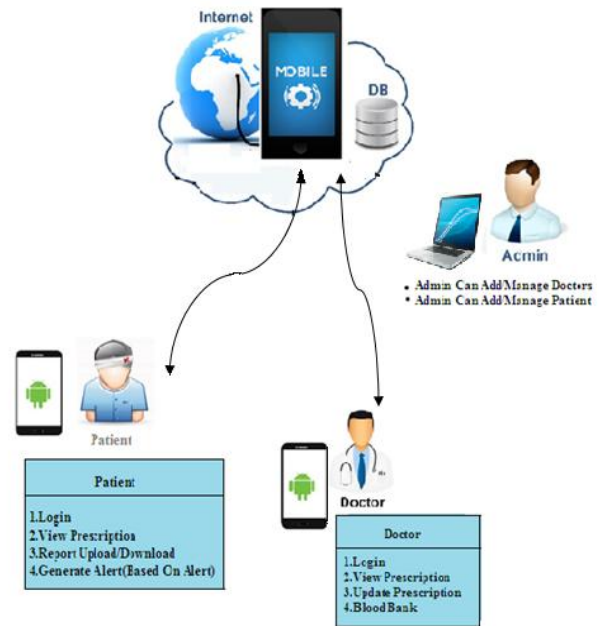 Internet
MOBILE
DB
Admin
• Admin Can Add/Manage Doctors
• Admin Can Add/Manage Patient
Patient
Patient
1.Login
2.View Prescription
3.Report Upload/Download
4.Generate Alert(Based On Alert)
Doctor
Doctor
1.Login
2.View Prescription
3.Update Prescription
4.Blood Bank